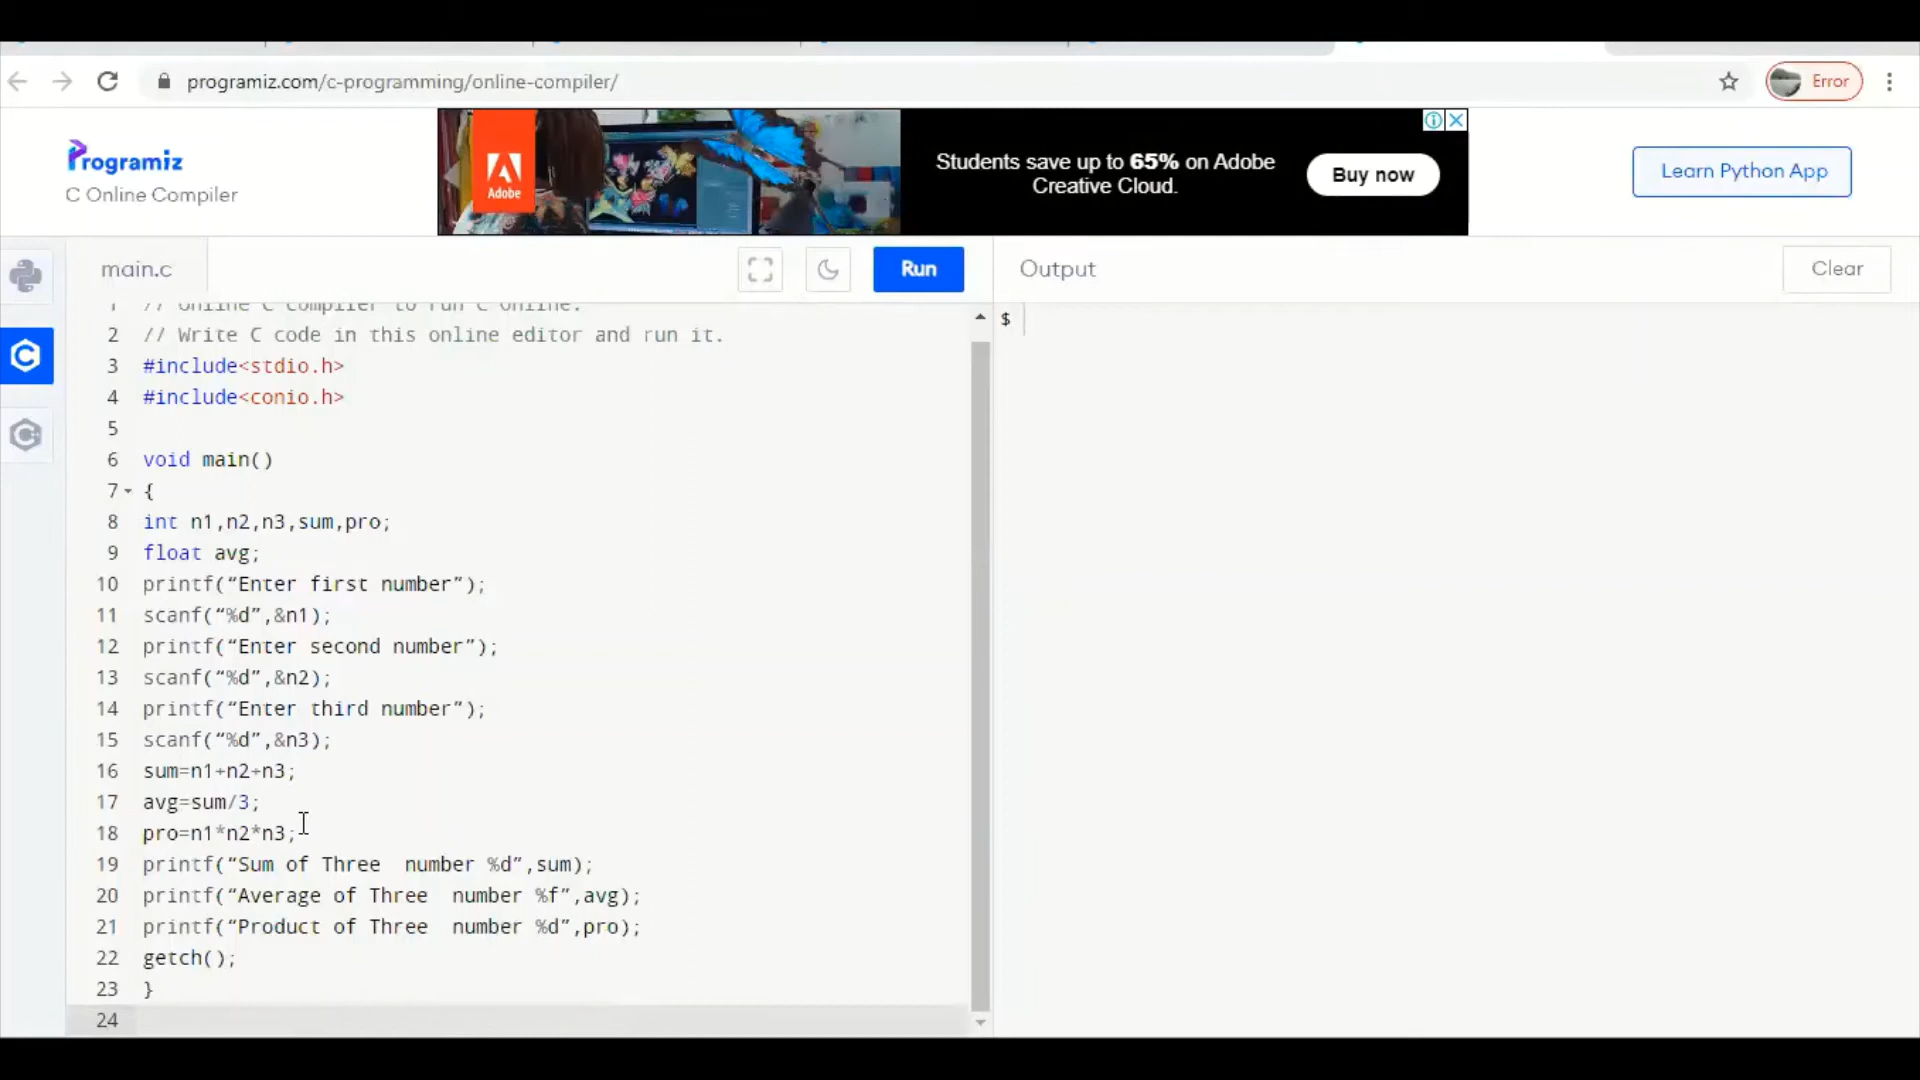 programiz.com/c-programming/online-compiler/
Error
Programiz
C Online Compiler
Adobe
Students save up to 65% on Adobe
Creative Cloud.
Buy now
Learn Python App
main.c
Run
Output
Clear
1 // Online C compiler to run C online.
2 // Write C code in this online editor and run it.
3 #include<stdio.h>
4 #include<conio.h>
5
6 void main()
7 {
8 int n1,n2,n3,sum,pro;
9 float avg;
10 printf(“Enter first number”);
11 scanf(“%d”,&n1);
12 printf(“Enter second number”);
13 scanf(“%d”,&n2);
14 printf(“Enter third number”);
15 scanf(“%d”,&n3);
16 sum=n1+n2+n3;
17 avg=sum/3;
18 pro=n1*n2*n3;
19 printf(“Sum of Three  number %d”,sum);
20 printf(“Average of Three  number %f”,avg);
21 printf(“Product of Three  number %d”,pro);
22 getch();
23 }
24
$